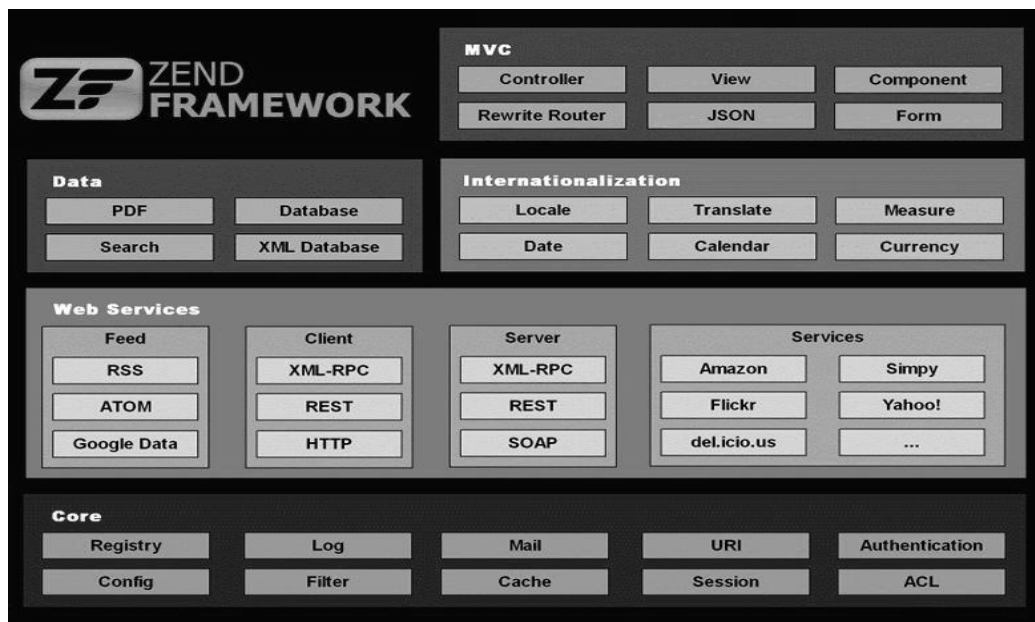 ZF ZEND
FRAMEWORK
MVC
Controller View Component
Rewrite Router JSON Form
Data
PDF Database
Search XML Database
Internationalization
Locale Translate Measure
Date Calendar Currency
Web Services
Feed
RSS
ATOM
Google Data
Client
XML-RPC
REST
HTTP
Server
XML-RPC
REST
SOAP
Services
Amazon Simpy
Flickr Yahoo!
del.icio.us ...
Core
Registry Log Mail URI Authentication
Config Filter Cache Session ACL